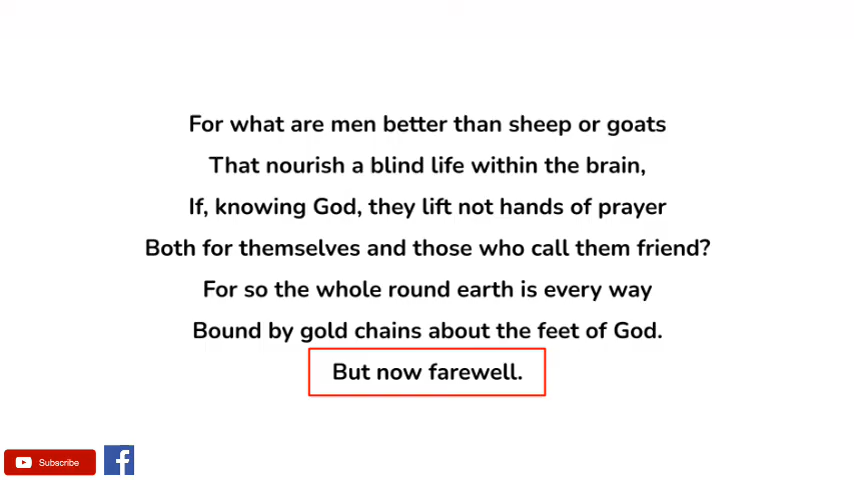 For what are men better than sheep or goats
That nourish a blind life within the brain,
If, knowing God, they lift not hands of prayer
Both for themselves and those who call them friend?
For so the whole round earth is every way
Bound by gold chains about the feet of God.
But now farewell.
Subscribe